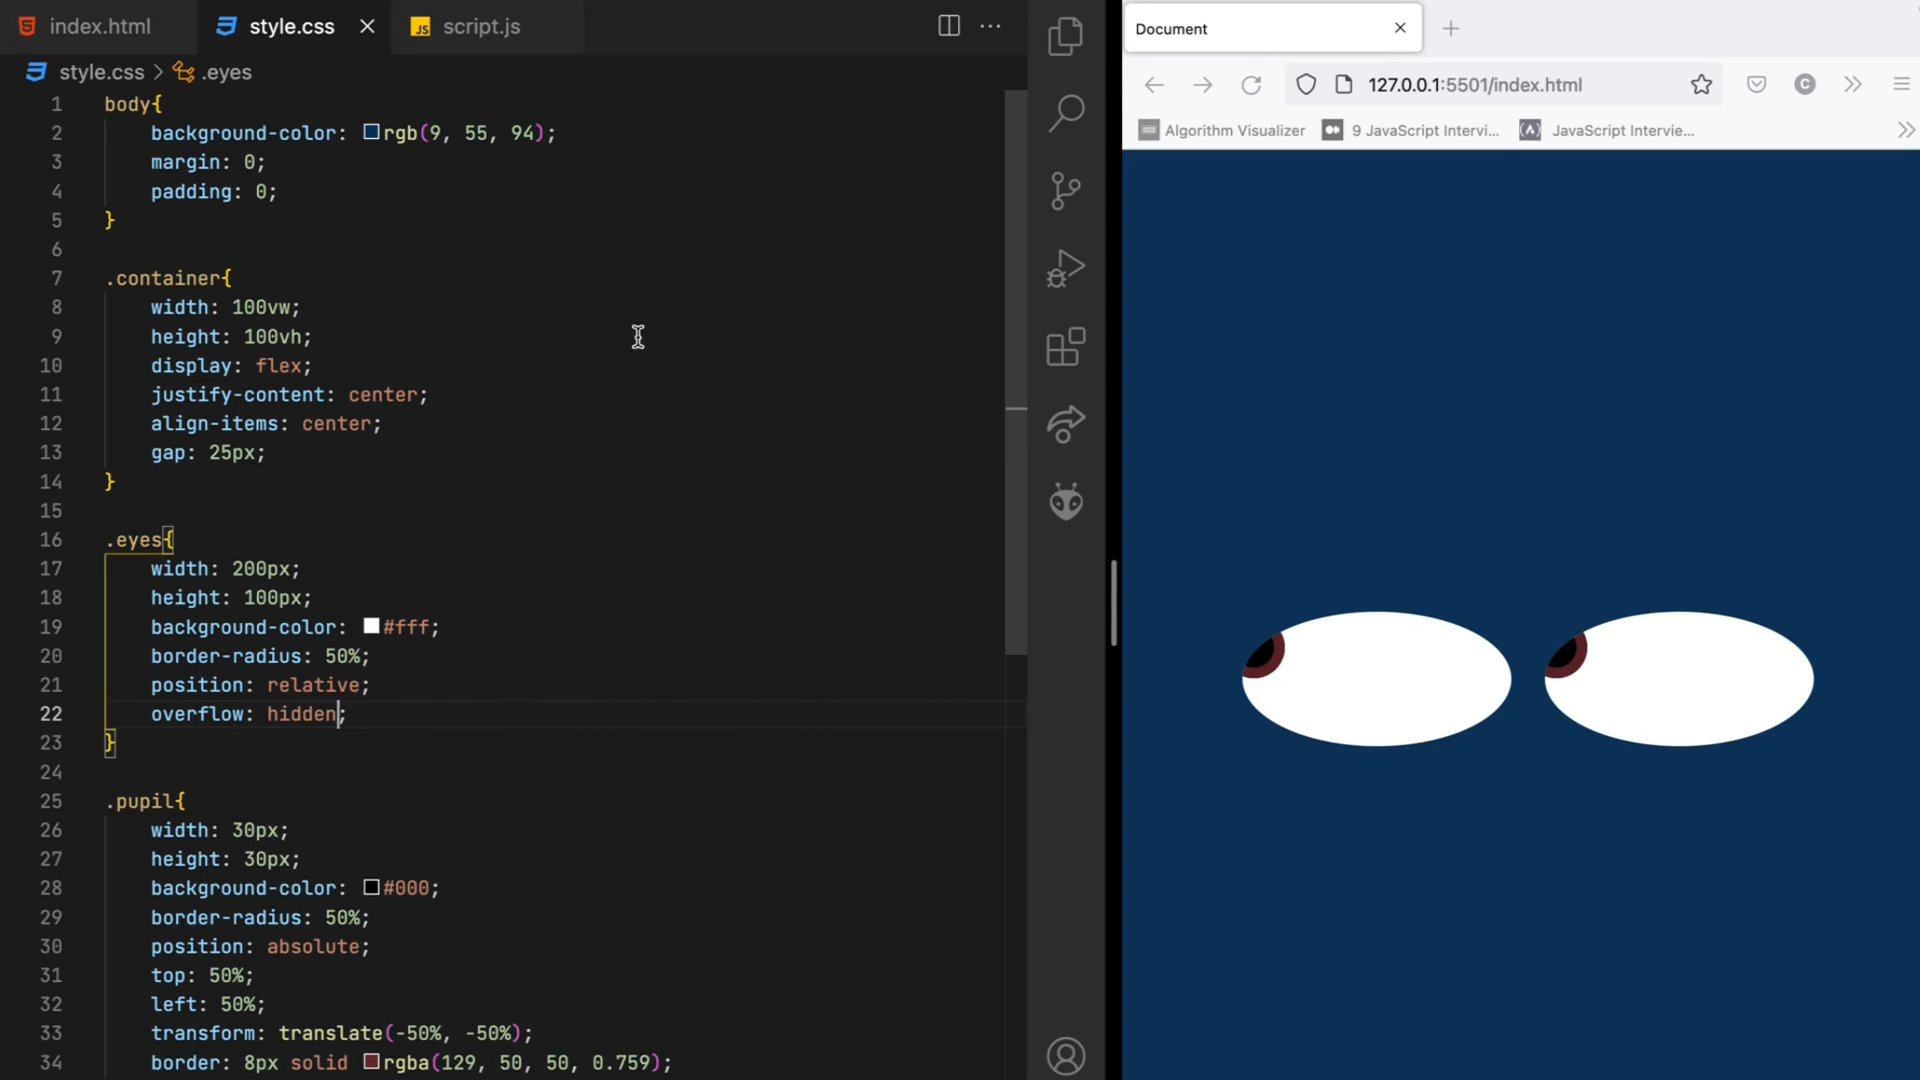 index.html
style.css
script.js
style.css > .eyes
1 body{
2 background-color: rgb(9, 55, 94);
3 margin: 0;
4 padding: 0;
5 }
6
7 .container{
8 width: 100vw;
9 height: 100vh;
10 display: flex;
11 justify-content: center;
12 align-items: center;
13 gap: 25px;
14 }
15
16 .eyes{
17 width: 200px;
18 height: 100px;
19 background-color: #fff;
20 border-radius: 50%;
21 position: relative;
22 overflow: hidden;
23 }
24
25 .pupil{
26 width: 30px;
27 height: 30px;
28 background-color: #000;
29 border-radius: 50%;
30 position: absolute;
31 top: 50%;
32 left: 50%;
33 transform: translate(-50%, -50%);
34 border: 8px solid rgba(129, 50, 50, 0.759);
Document
127.0.0.1:5501/index.html
C
Algorithm Visualizer
9 JavaScript Intervi...
JavaScript Intervie...